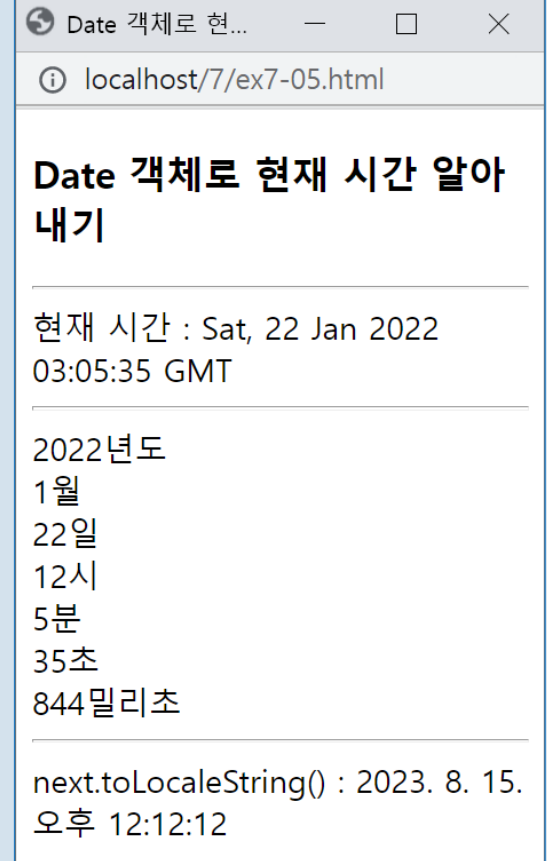 Date 객체로 현...
localhost/7/ex7-05.html
Date 객체로 현재 시간 알아
내기
현재 시간 : Sat, 22 Jan 2022
03:05:35 GMT
2022년도
1월
22일
12시
5분
35초
844밀리초
next.toLocaleString() : 2023. 8. 15.
오후 12:12:12